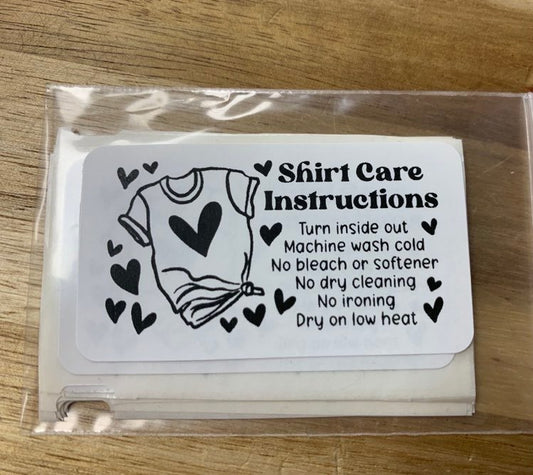 Shirt Care
Instructions
Turn inside out
Machine wash cold
No bleach or softener
No dry cleaning
No ironing
Dry on low heat